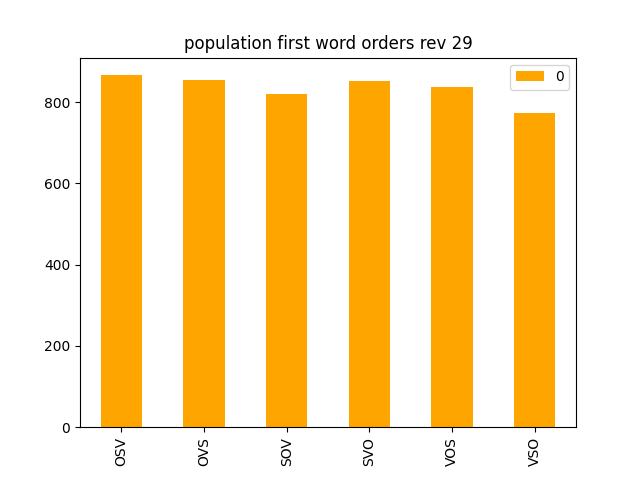 population first word orders rev 29
0
800
600
400
200
0
OSV
OVS
SOV
SVO
VOS
VSO